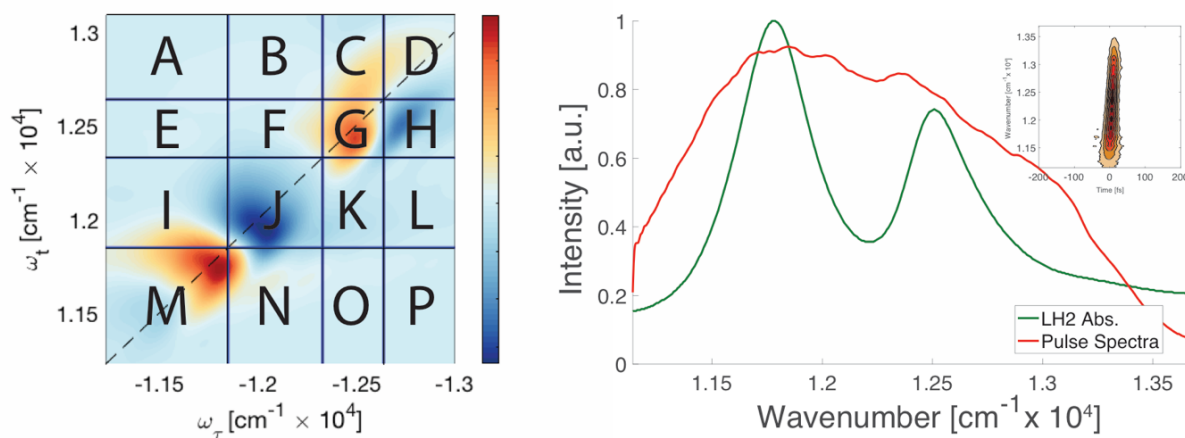 A B C D
E F G H
I J K L
M N O P
1.3
1.25
1.2
1.15
ω_t [cm⁻¹ × 10⁴]
-1.15 -1.2 -1.25 -1.3
ω_τ [cm⁻¹ × 10⁴]
1
0.8
0.6
0.4
0.2
0
Intensity [a.u.]
1.15 1.2 1.25 1.3 1.35
Wavenumber [cm⁻¹x 10⁴]
LH2 Abs.
Pulse Spectra
1.35
1.3
1.25
1.2
1.15
Wavenumber [cm⁻¹x 10⁴]
-200 -100 0 100 200
Time [fs]